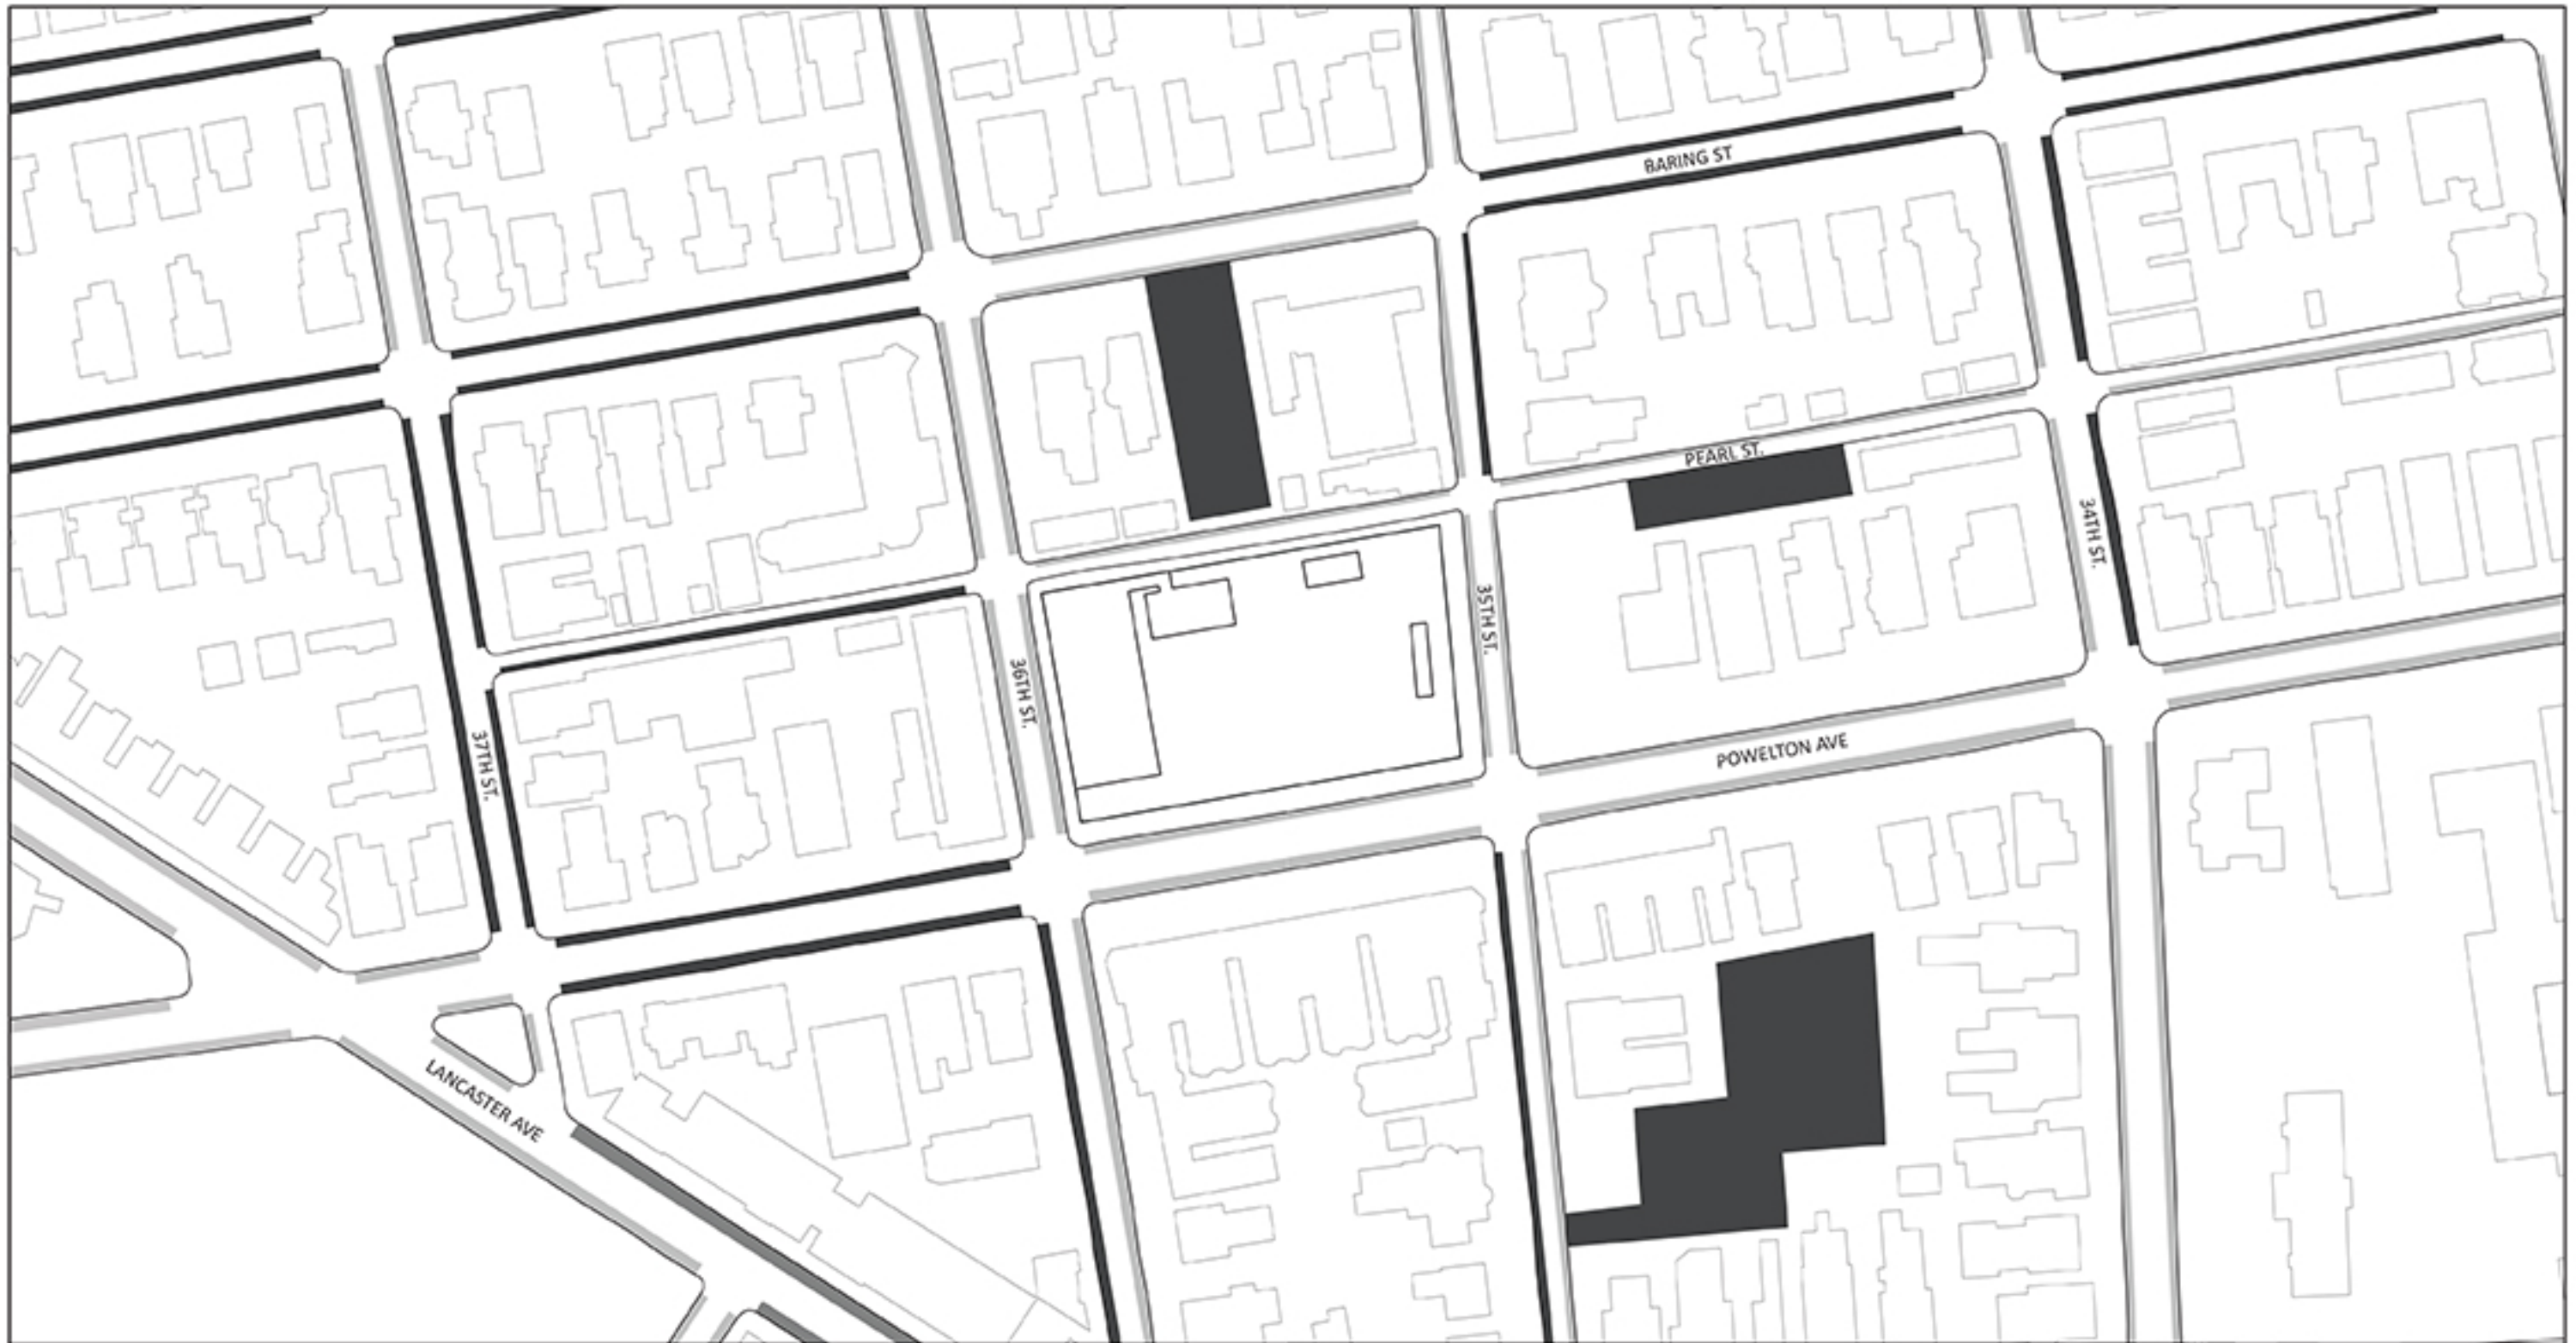 BARING ST
PEARL ST.
34TH ST.
35TH ST.
36TH ST.
37TH ST.
POWELTON AVE
LANCASTER AVE